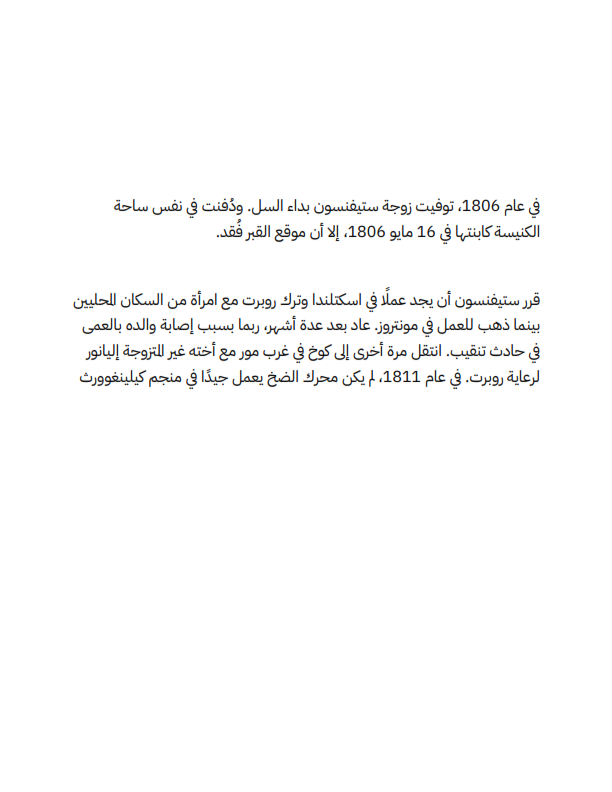 في عام 1806، توفيت زوجة ستيفنسون بداء السل. ودُفنت في نفس ساحة
الكنيسة كابنتها في 16 مايو 1806، إلا أن موقع القبر فُقد.
قرر ستيفنسون أن يجد عملًا في اسكتلندا وترك روبرت مع امرأة من السكان المحليين
بينما ذهب للعمل في مونتروز. عاد بعد عدة أشهر، ربما بسبب إصابة والده بالعمى
في حادث تنقيب. انتقل مرة أخرى إلى كوخ في غرب مور مع أخته غير المتزوجة إليانور
لرعاية روبرت. في عام 1811، لم يكن محرك الضخ يعمل جيدًا في منجم كيلينغوورث